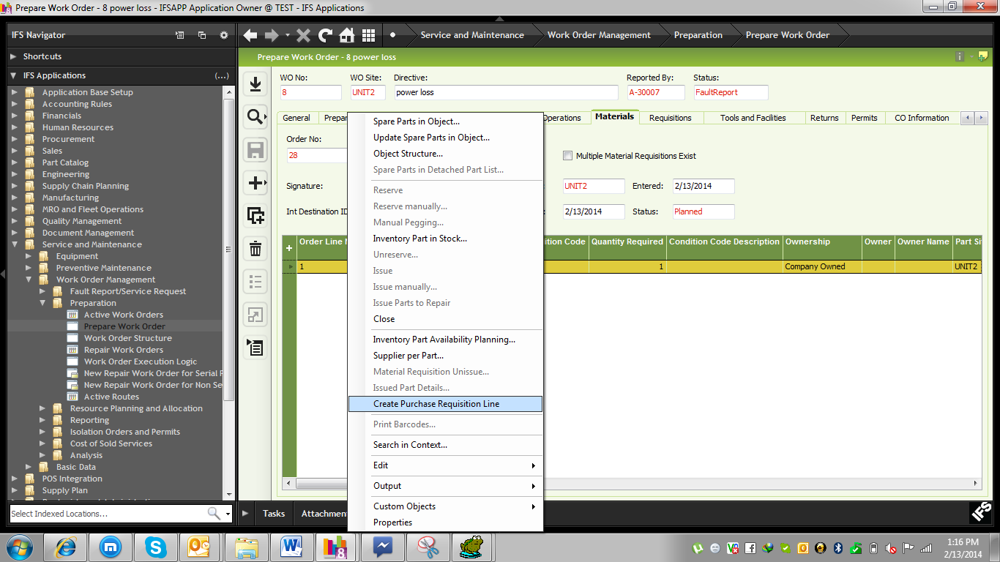 Prepare Work Order - 8 power loss - IFSAPP Application Owner @ TEST - IFS Applications
IFS Navigator
Service and Maintenance
Work Order Management
Preparation
Prepare Work Order
Shortcuts
IFS Applications
(...)
Application Base Setup
Accounting Rules
Financials
Human Resources
Procurement
Sales
Part Catalog
Engineering
Supply Chain Planning
Manufacturing
MRO and Fleet Operations
Quality Management
Document Management
Service and Maintenance
Equipment
Preventive Maintenance
Work Order Management
Fault Report/Service Request
Preparation
Active Work Orders
Prepare Work Order
Work Order Structure
Repair Work Orders
Work Order Execution Logic
New Repair Work Order for Serial
New Repair Work Order for Non Se
Active Routes
Resource Planning and Allocation
Reporting
Isolation Orders and Permits
Cost of Sold Services
Analysis
Basic Data
POS Integration
Supply Plan
Select Indexed Locations...
Prepare Work Order - 8 power loss
WO No: WO Site: Directive: Reported By: Status:
8 UNIT2 power loss A-30007 FaultReport
General Prepar Operations Materials Requisitions Tools and Facilities Returns Permits CO Information
Order No:
28
Multiple Material Requisitions Exist
Signature: UNIT2 Entered: 2/13/2014
Int Destination ID 2/13/2014 Status: Planned
Order Line N ition Code Quantity Required Condition Code Description Ownership Owner Owner Name Part Sit
1 1 Company Owned UNIT2
Spare Parts in Object...
Update Spare Parts in Object...
Object Structure...
Spare Parts in Detached Part List...
Reserve
Reserve manually...
Manual Pegging...
Inventory Part in Stock...
Unreserve...
Issue
Issue manually...
Issue Parts to Repair
Close
Inventory Part Availability Planning...
Supplier per Part...
Material Requisition Unissue...
Issued Part Details...
Create Purchase Requisition Line
Print Barcodes...
Search in Context...
Edit
Output
Custom Objects
Properties
Tasks Attachmen
IFS
1:16 PM
2/13/2014